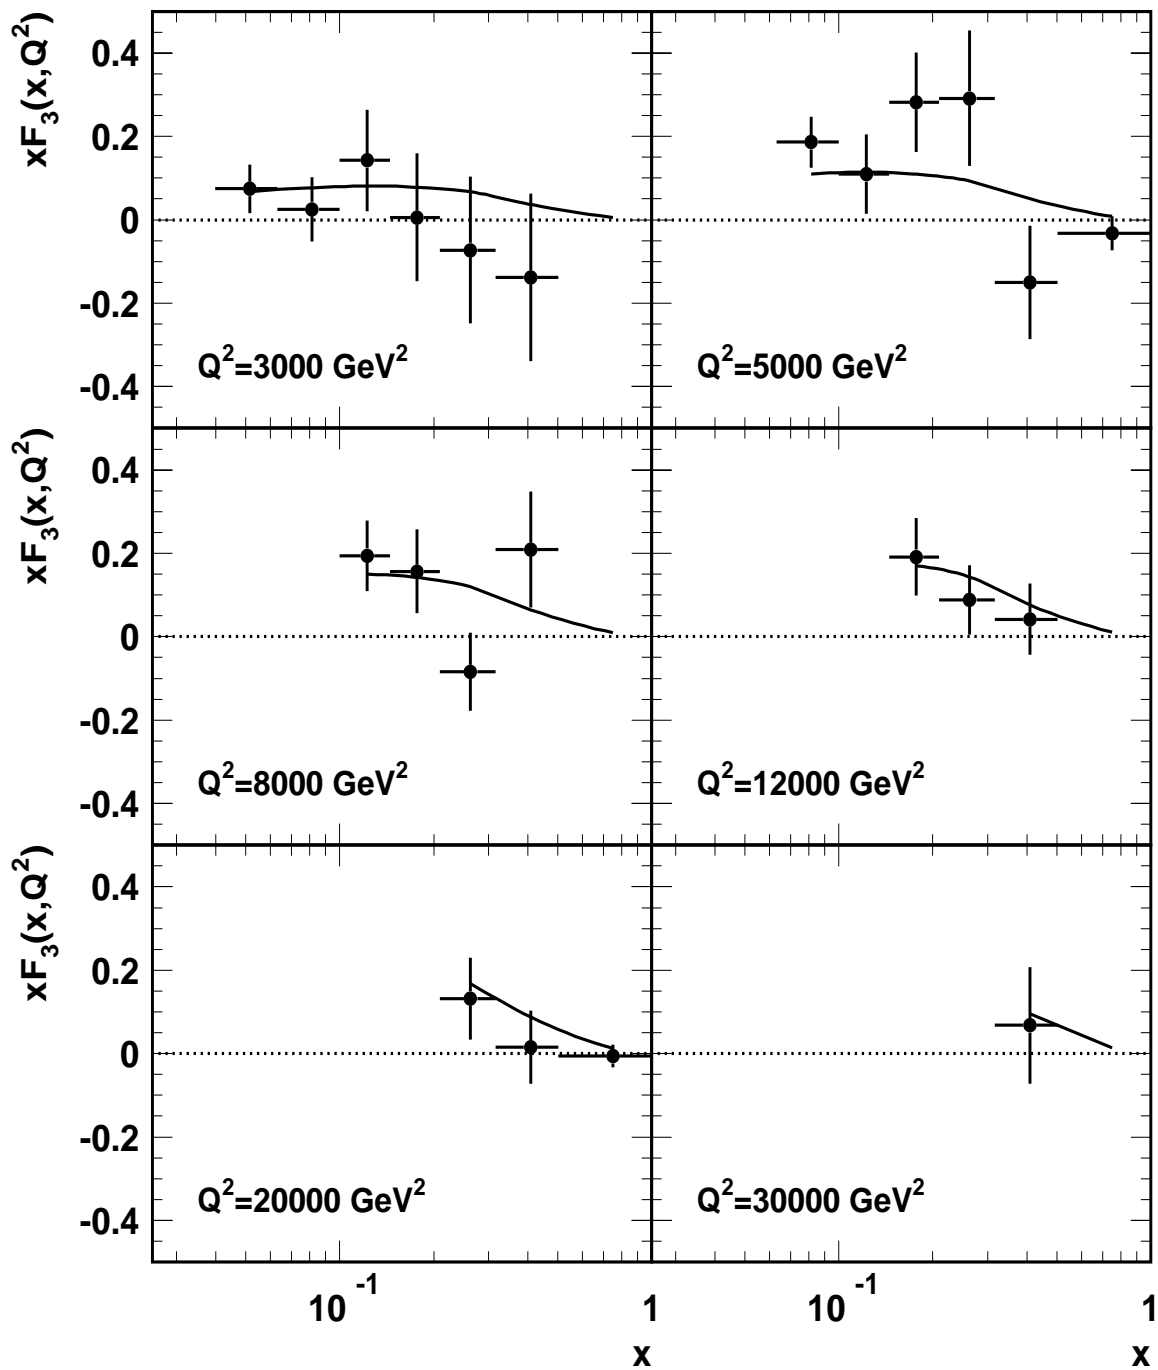 xF₃(x,Q²)
0.4
0.2
0
-0.2
-0.4
Q²=3000 GeV²
Q²=5000 GeV²
xF₃(x,Q²)
0.4
0.2
0
-0.2
-0.4
Q²=8000 GeV²
Q²=12000 GeV²
xF₃(x,Q²)
0.4
0.2
0
-0.2
-0.4
Q²=20000 GeV²
Q²=30000 GeV²
10⁻¹
1
10⁻¹
1
x
x